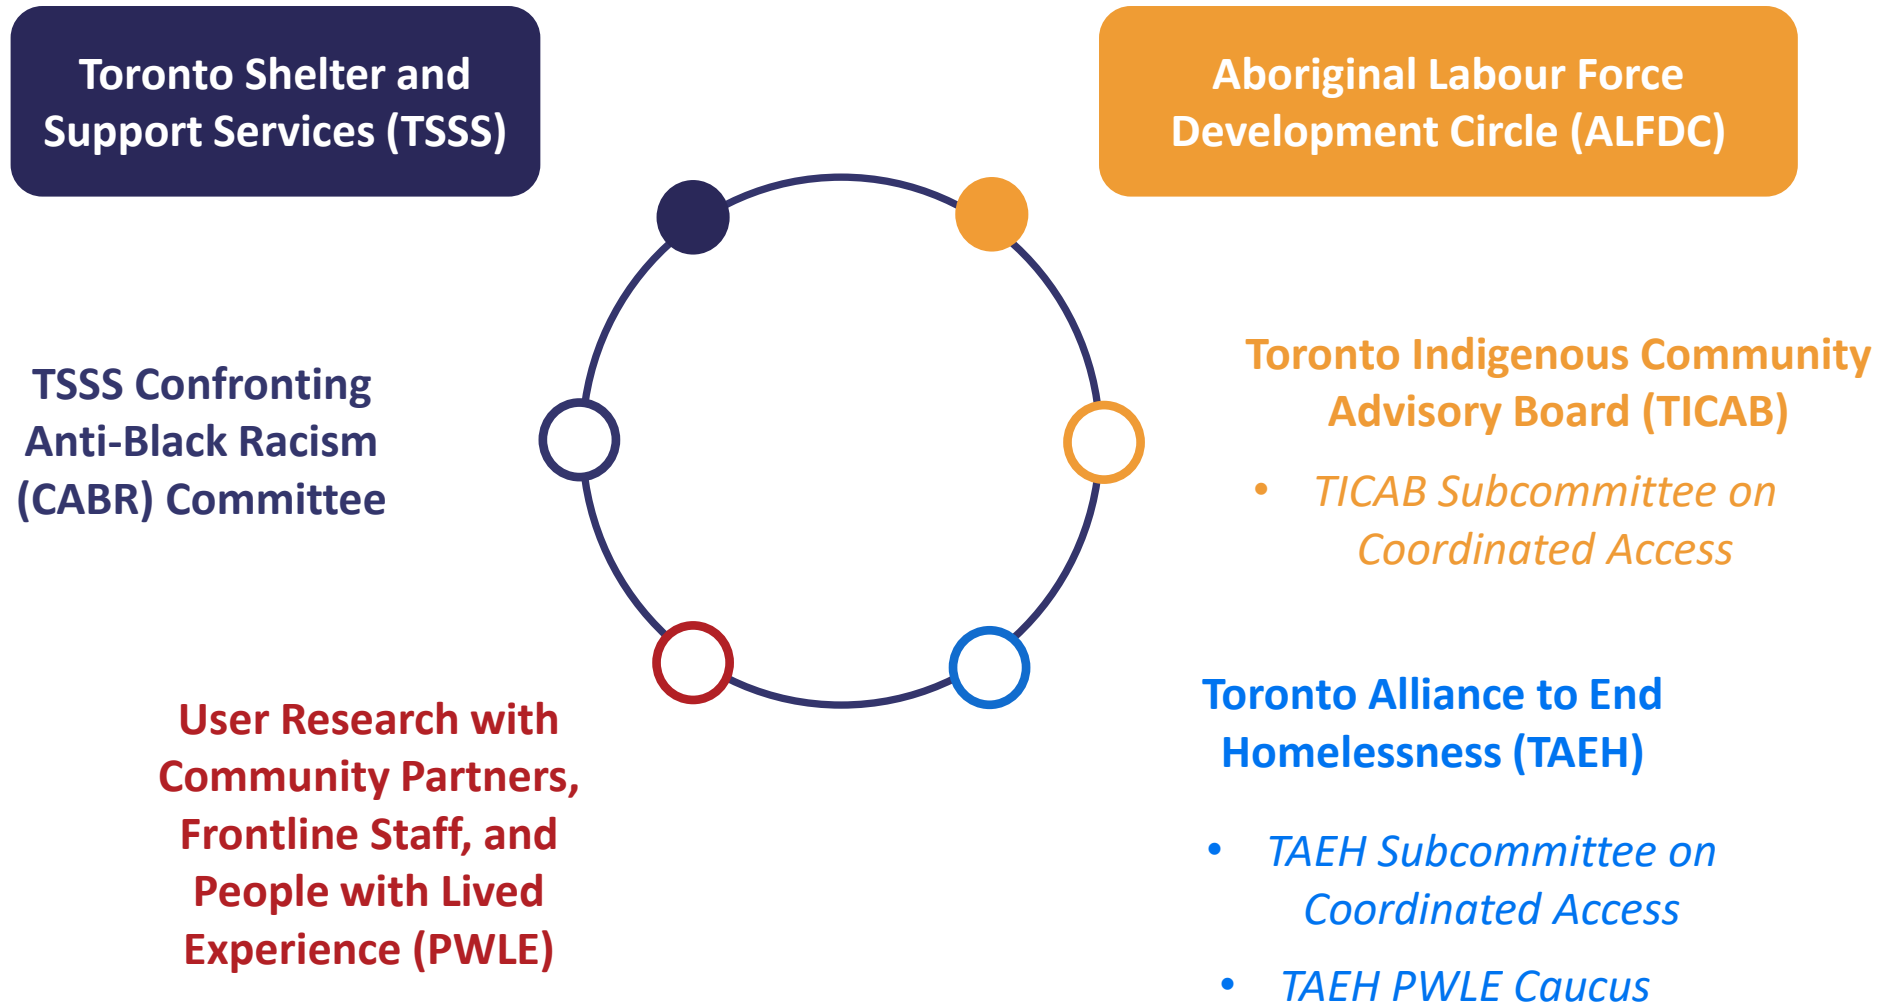 Toronto Shelter and
Support Services (TSSS)
Aboriginal Labour Force
Development Circle (ALFDC)
TSSS Confronting
Anti-Black Racism
(CABR) Committee
Toronto Indigenous Community
Advisory Board (TICAB)
• TICAB Subcommittee on
Coordinated Access
User Research with
Community Partners,
Frontline Staff, and
People with Lived
Experience (PWLE)
Toronto Alliance to End
Homelessness (TAEH)
• TAEH Subcommittee on
Coordinated Access
• TAEH PWLE Caucus